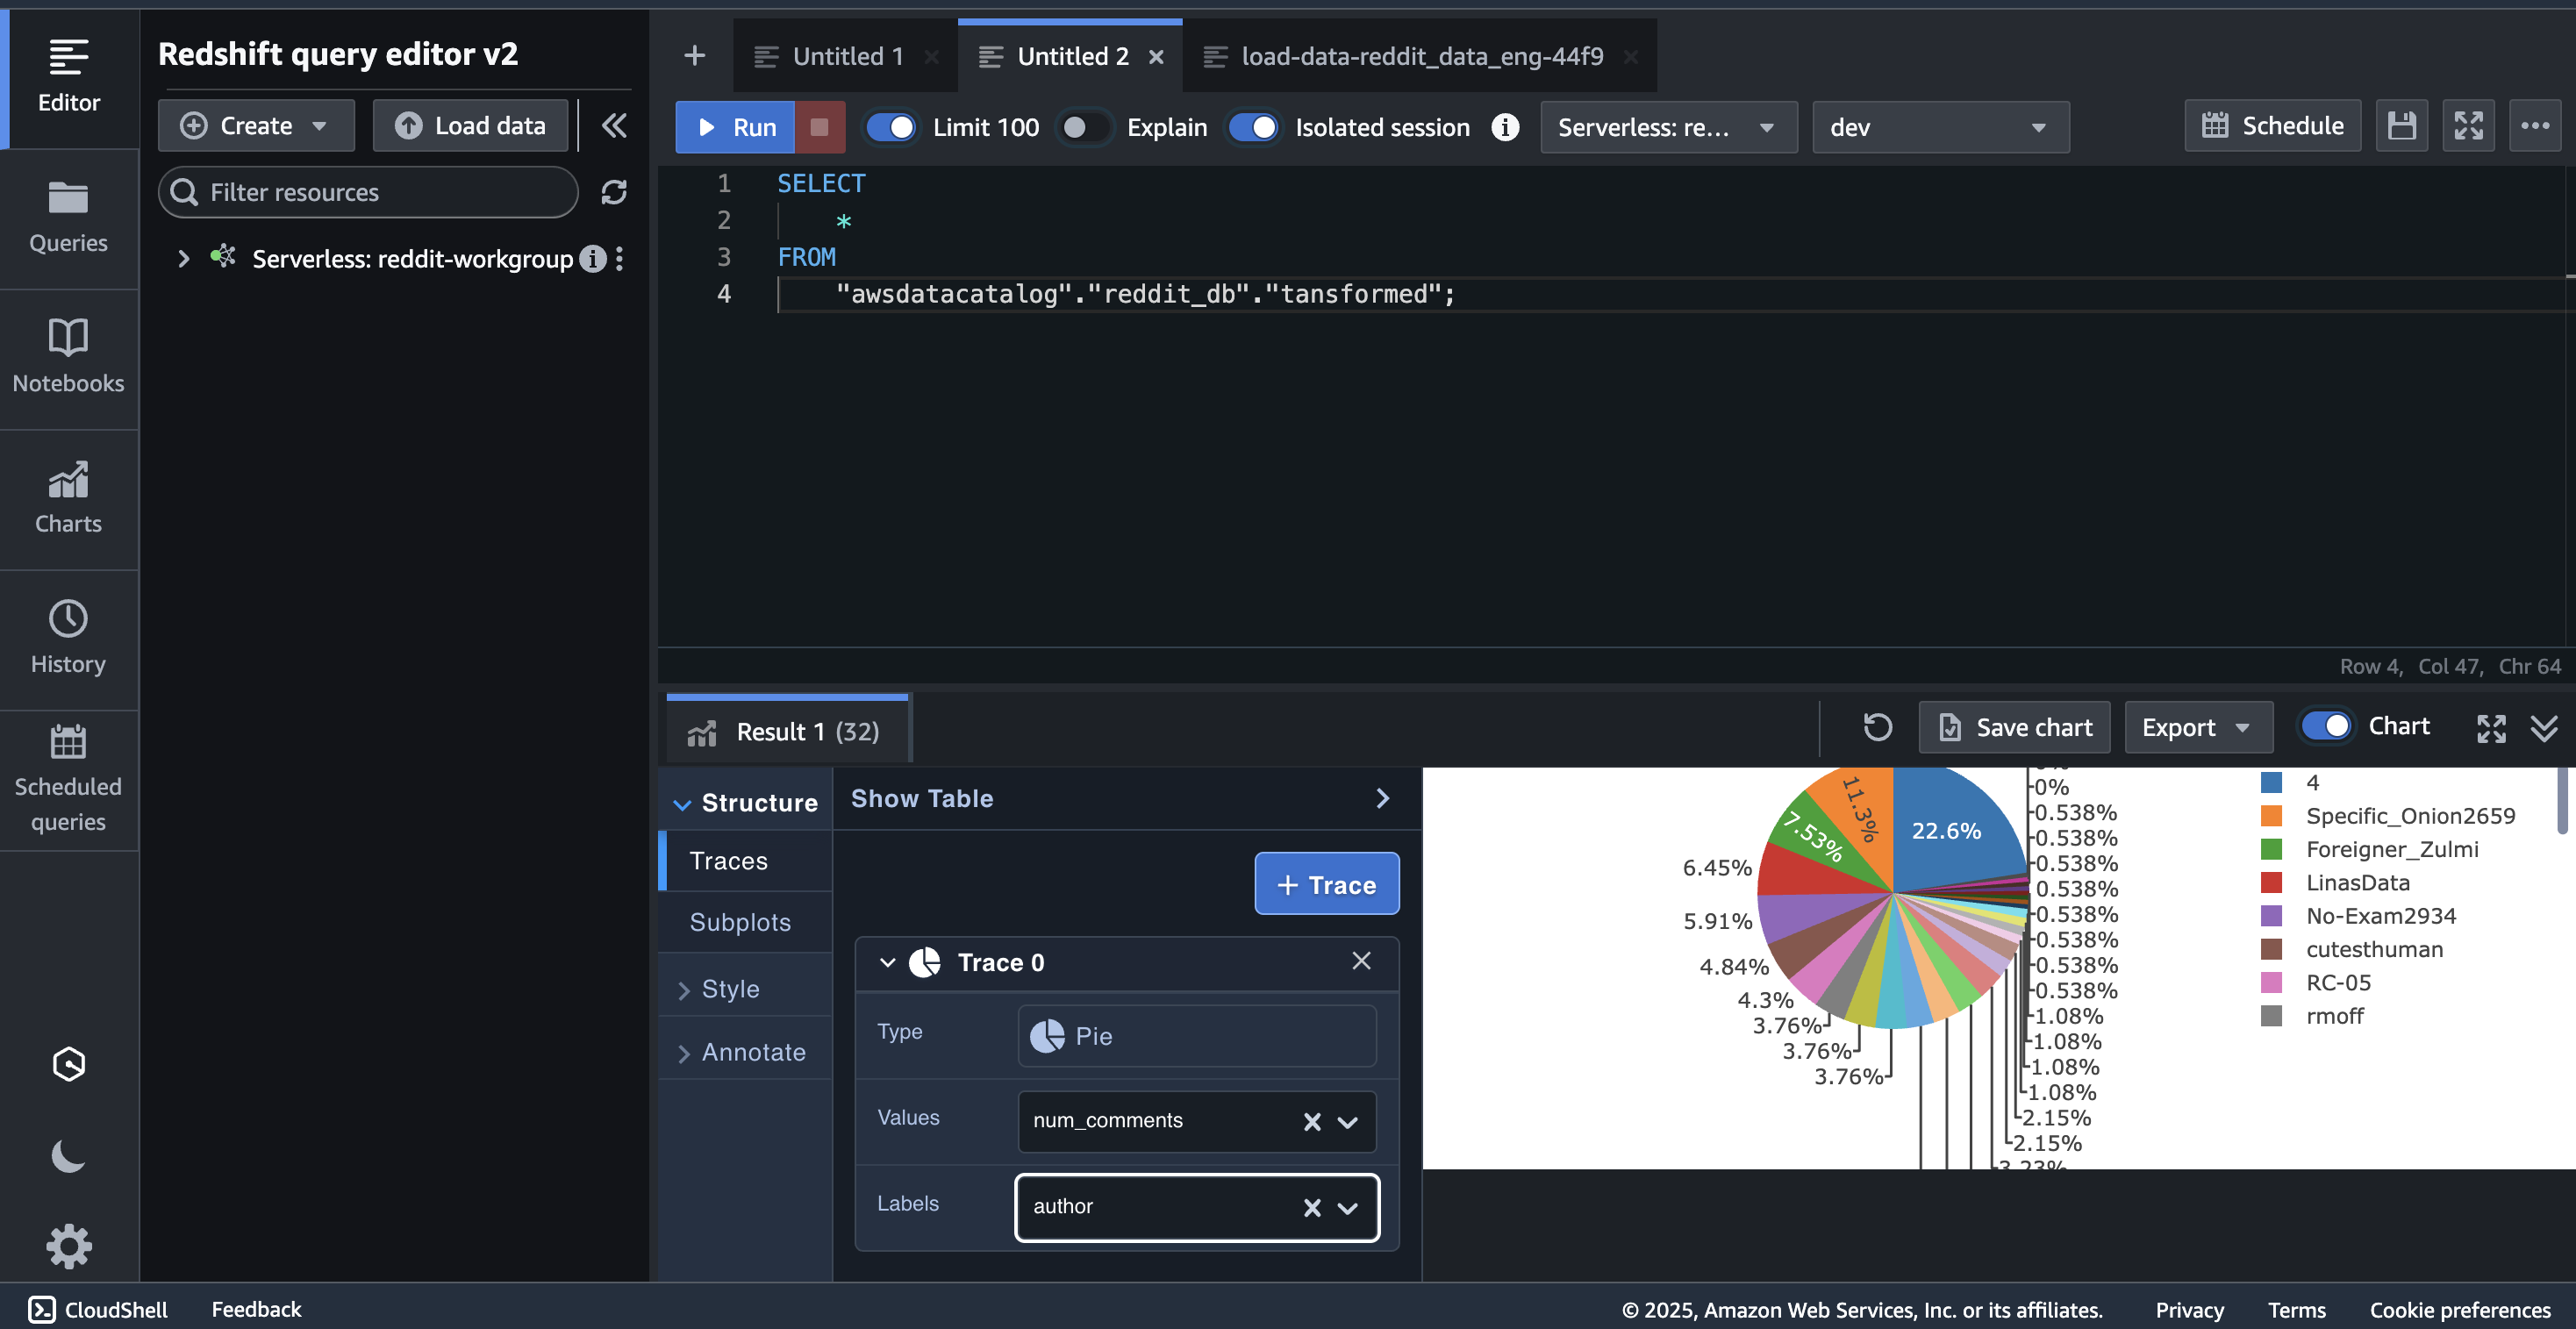 Editor
Queries
Notebooks
Charts
History
Scheduled
queries
Redshift query editor v2
Create
Load data
Filter resources
Serverless: reddit-workgroup
Untitled 1
Untitled 2
load-data-reddit_data_eng-44f9
Run
Limit 100
Explain
Isolated session
Serverless: re...
dev
Schedule
1 SELECT
2 *
3 FROM
4 "awsdatacatalog"."reddit_db"."tansformed";
Row 4, Col 47, Chr 64
Result 1 (32)
Save chart
Export
Chart
Structure
Traces
Subplots
Style
Annotate
Show Table
+ Trace
Trace 0
Type
Pie
Values
num_comments
Labels
author
11.3%
22.6%
7.53%
6.45%
5.91%
4.84%
4.3%
3.76%
3.76%
3.76%
0%
0.538%
0.538%
0.538%
0.538%
0.538%
0.538%
0.538%
0.538%
1.08%
1.08%
1.08%
1.08%
2.15%
2.15%
3.23%
4
Specific_Onion2659
Foreigner_Zulmi
LinasData
No-Exam2934
cutesthuman
RC-05
rmoff
CloudShell
Feedback
© 2025, Amazon Web Services, Inc. or its affiliates.
Privacy
Terms
Cookie preferences